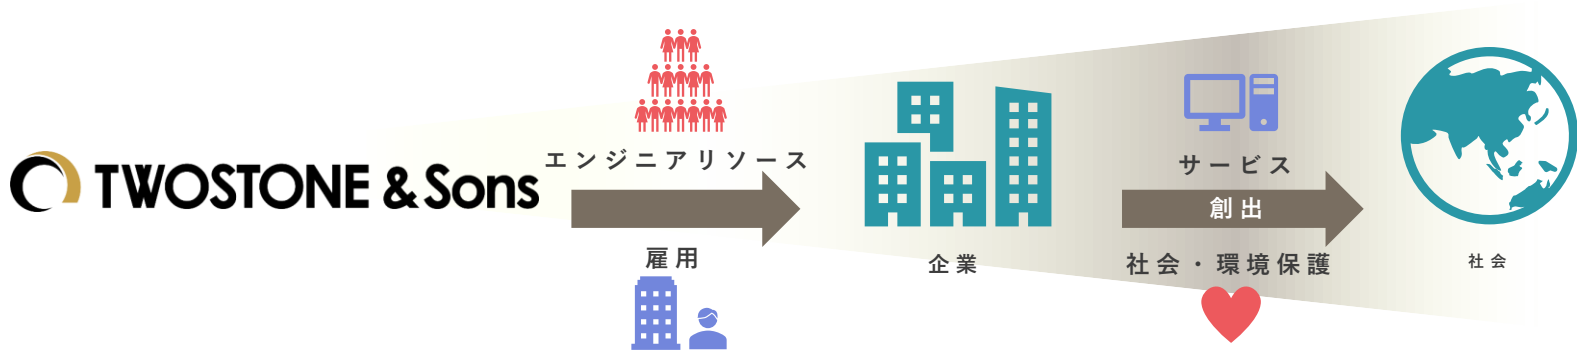 TWOSTONE & Sons
エンジニアリソース
雇用
企業
サービス
創出
社会・環境保護
社会